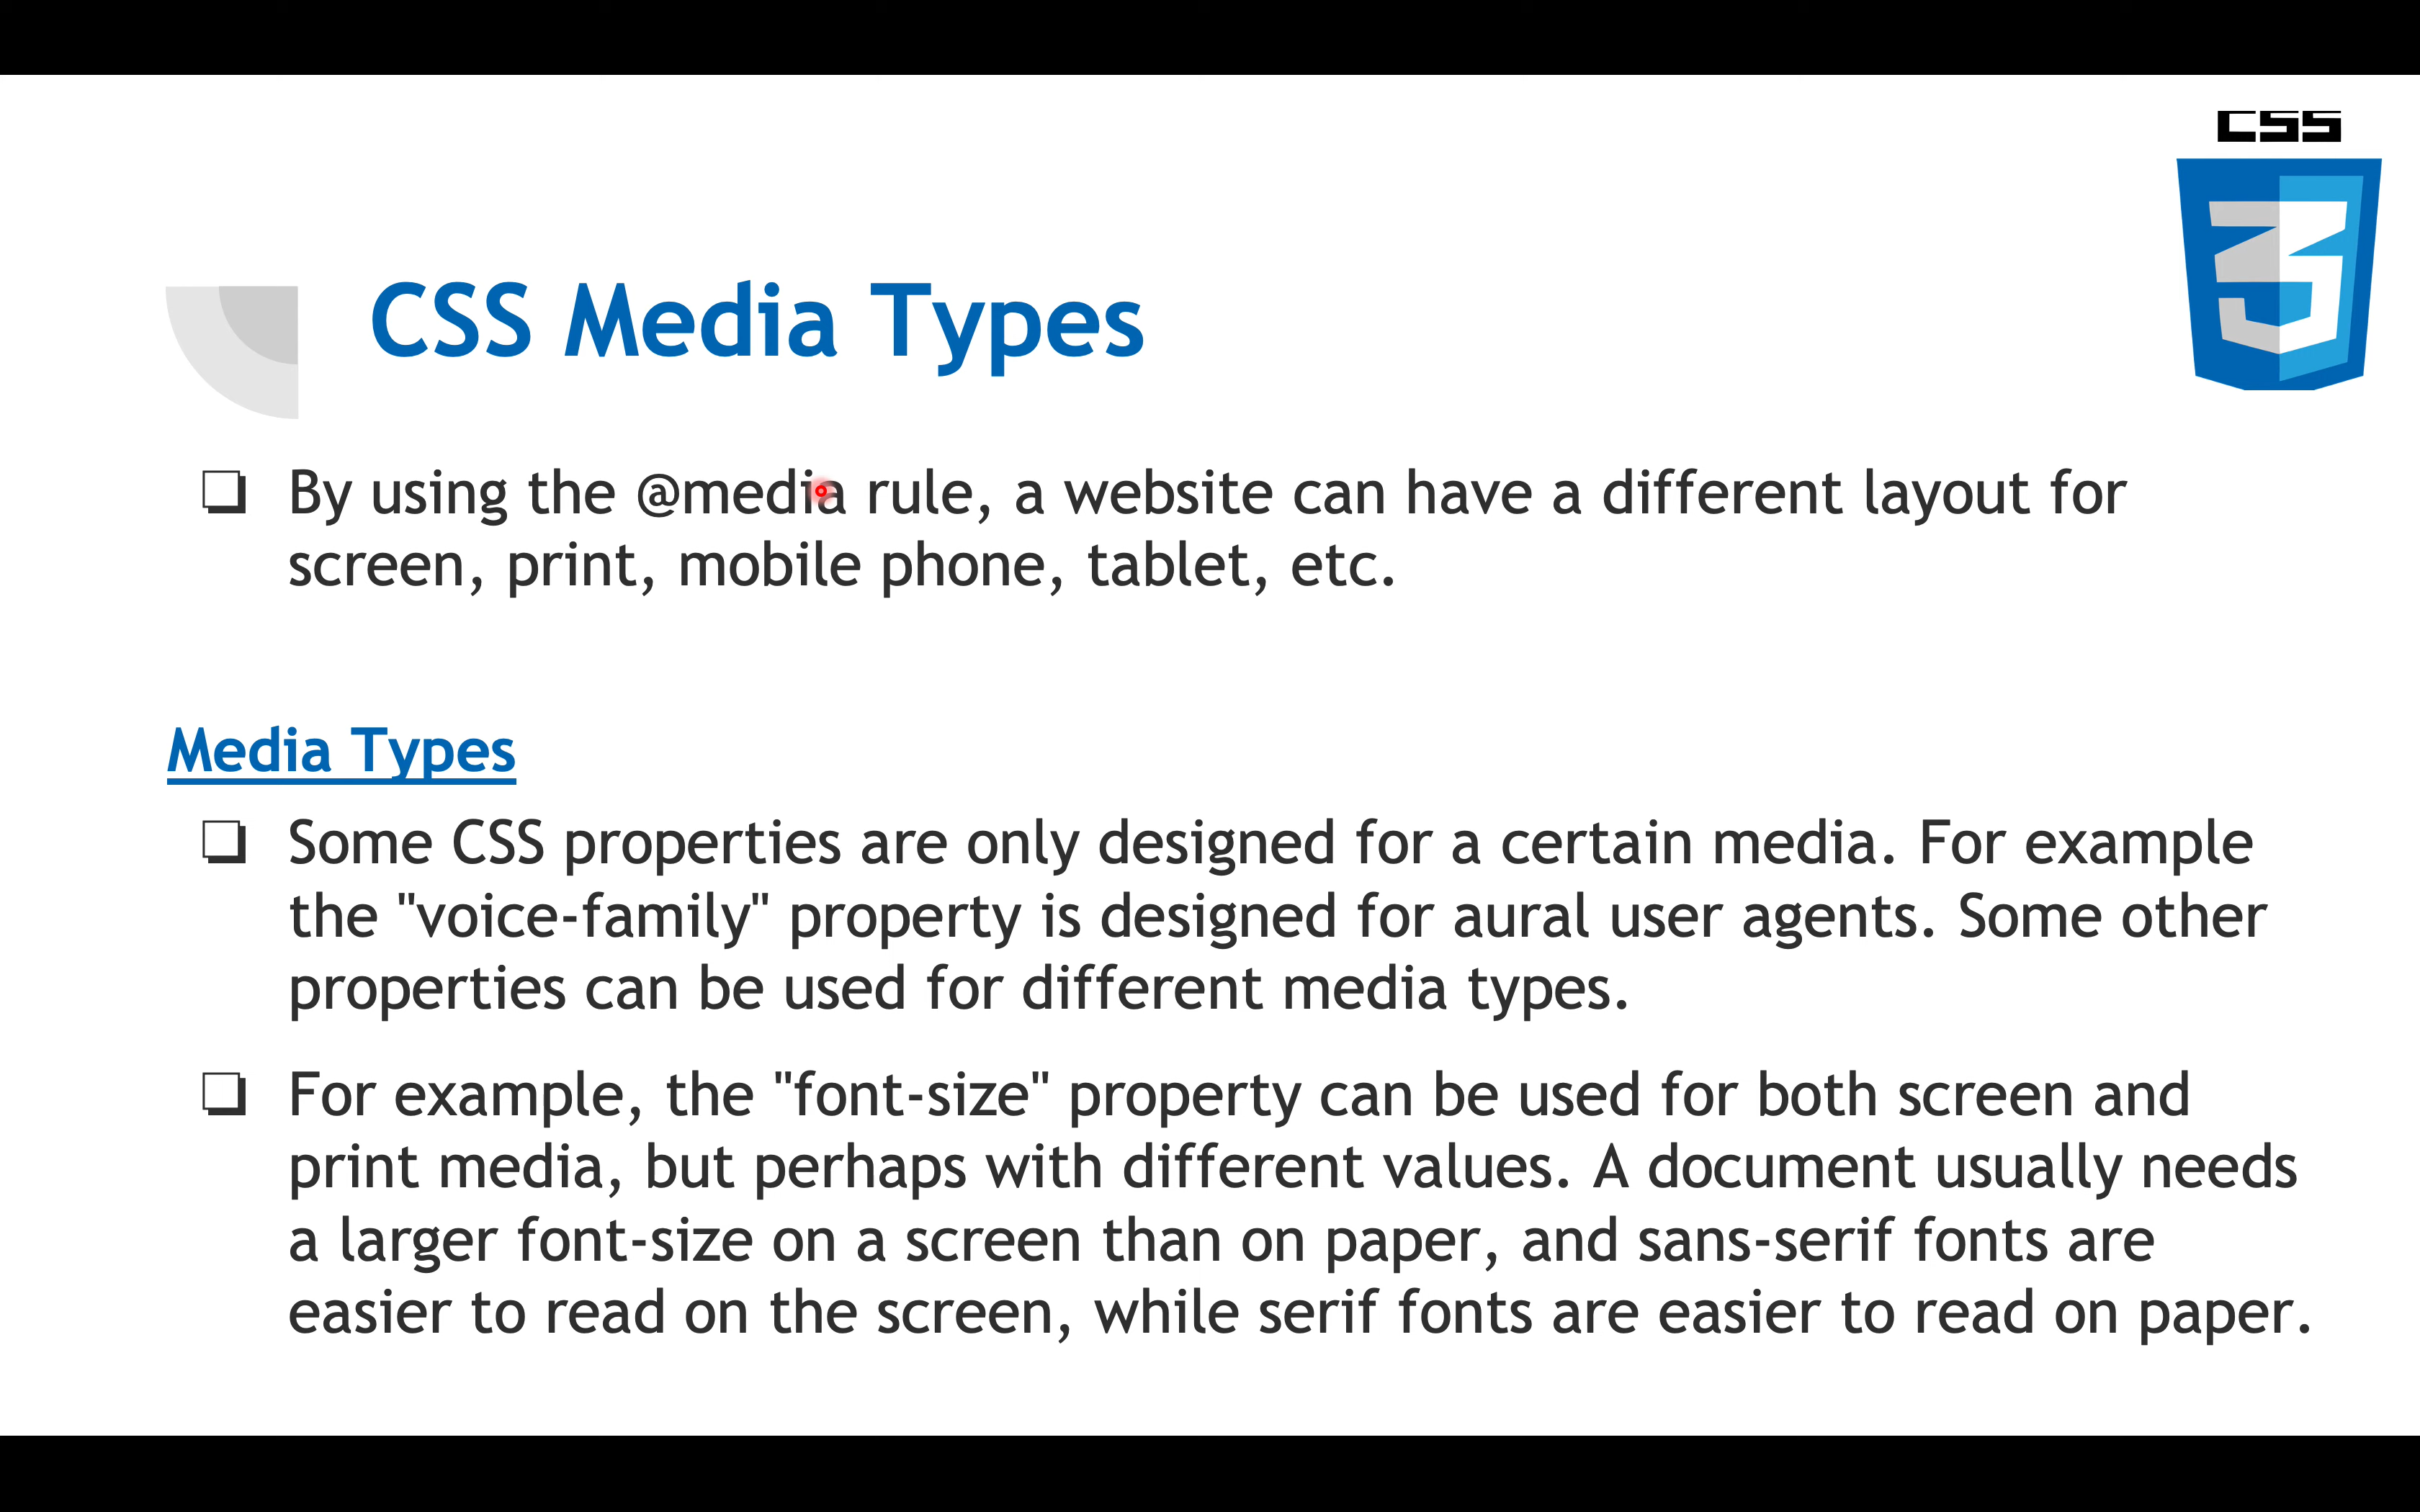 CSS
3
CSS Media Types
❑ By using the @media rule, a website can have a different layout for
screen, print, mobile phone, tablet, etc.
Media Types
❑ Some CSS properties are only designed for a certain media. For example
the "voice-family" property is designed for aural user agents. Some other
properties can be used for different media types.
❑ For example, the "font-size" property can be used for both screen and
print media, but perhaps with different values. A document usually needs
a larger font-size on a screen than on paper, and sans-serif fonts are
easier to read on the screen, while serif fonts are easier to read on paper.